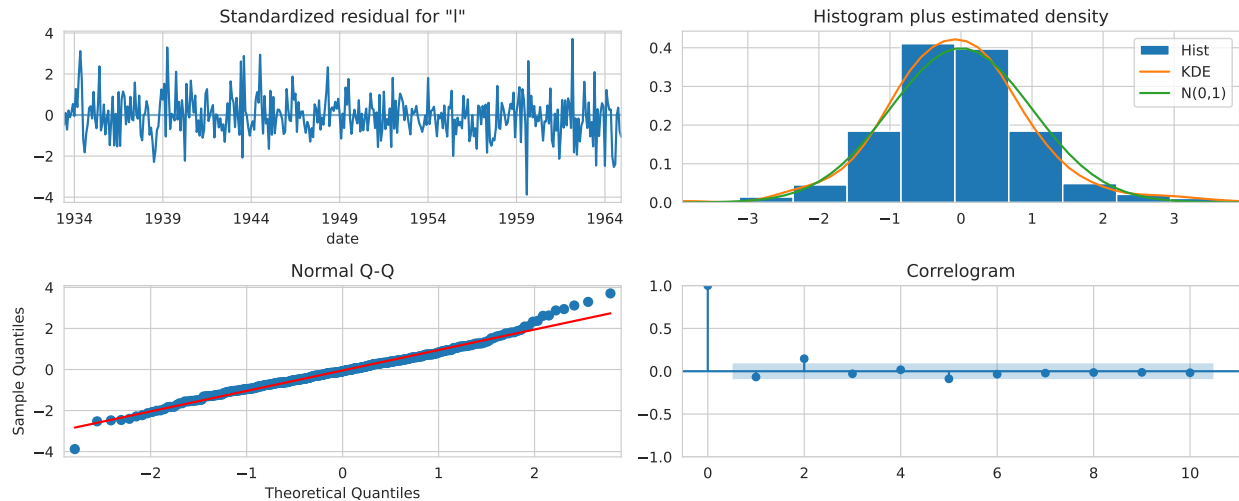 Standardized residual for "l"
4
2
0
−2
−4
1934 1939 1944 1949 1954 1959 1964
date
Histogram plus estimated density
0.4
0.3
0.2
0.1
0.0
−3 −2 −1 0 1 2 3
Hist
KDE
N(0,1)
Normal Q-Q
Sample Quantiles
4
2
0
−2
−4
−2 −1 0 1 2
Theoretical Quantiles
Correlogram
1.0
0.5
0.0
−0.5
−1.0
0 2 4 6 8 10